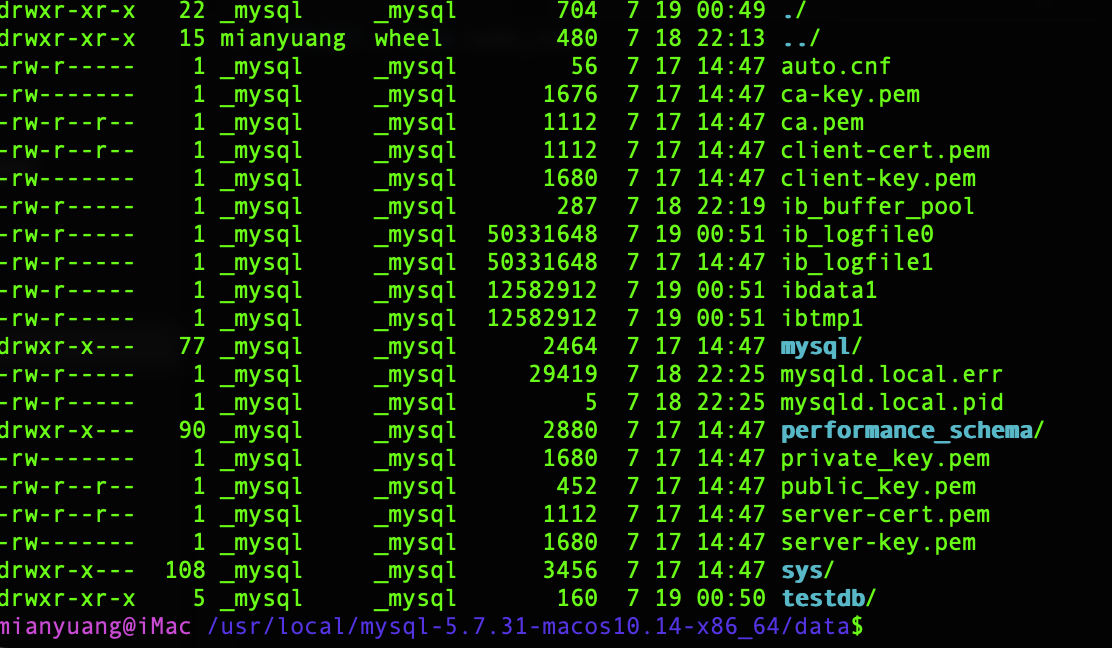 drwxr-xr-x   22 _mysql     _mysql       704  7 19 00:49 ./
drwxr-xr-x   15 mianyuang  wheel        480  7 18 22:13 ../
-rw-r-----    1 _mysql     _mysql        56  7 17 14:47 auto.cnf
-rw-------    1 _mysql     _mysql      1676  7 17 14:47 ca-key.pem
-rw-r--r--    1 _mysql     _mysql      1112  7 17 14:47 ca.pem
-rw-r--r--    1 _mysql     _mysql      1112  7 17 14:47 client-cert.pem
-rw-------    1 _mysql     _mysql      1680  7 17 14:47 client-key.pem
-rw-r-----    1 _mysql     _mysql       287  7 18 22:19 ib_buffer_pool
-rw-r-----    1 _mysql     _mysql  50331648  7 19 00:51 ib_logfile0
-rw-r-----    1 _mysql     _mysql  50331648  7 17 14:47 ib_logfile1
-rw-r-----    1 _mysql     _mysql  12582912  7 19 00:51 ibdata1
-rw-r-----    1 _mysql     _mysql  12582912  7 19 00:51 ibtmp1
drwxr-x---   77 _mysql     _mysql      2464  7 17 14:47 mysql/
-rw-r-----    1 _mysql     _mysql     29419  7 18 22:25 mysqld.local.err
-rw-r-----    1 _mysql     _mysql         5  7 18 22:25 mysqld.local.pid
drwxr-x---   90 _mysql     _mysql      2880  7 17 14:47 performance_schema/
-rw-------    1 _mysql     _mysql      1680  7 17 14:47 private_key.pem
-rw-r--r--    1 _mysql     _mysql       452  7 17 14:47 public_key.pem
-rw-r--r--    1 _mysql     _mysql      1112  7 17 14:47 server-cert.pem
-rw-------    1 _mysql     _mysql      1680  7 17 14:47 server-key.pem
drwxr-x---  108 _mysql     _mysql      3456  7 17 14:47 sys/
drwxr-xr-x    5 _mysql     _mysql       160  7 19 00:50 testdb/
mianyuang@iMac /usr/local/mysql-5.7.31-macos10.14-x86_64/data$